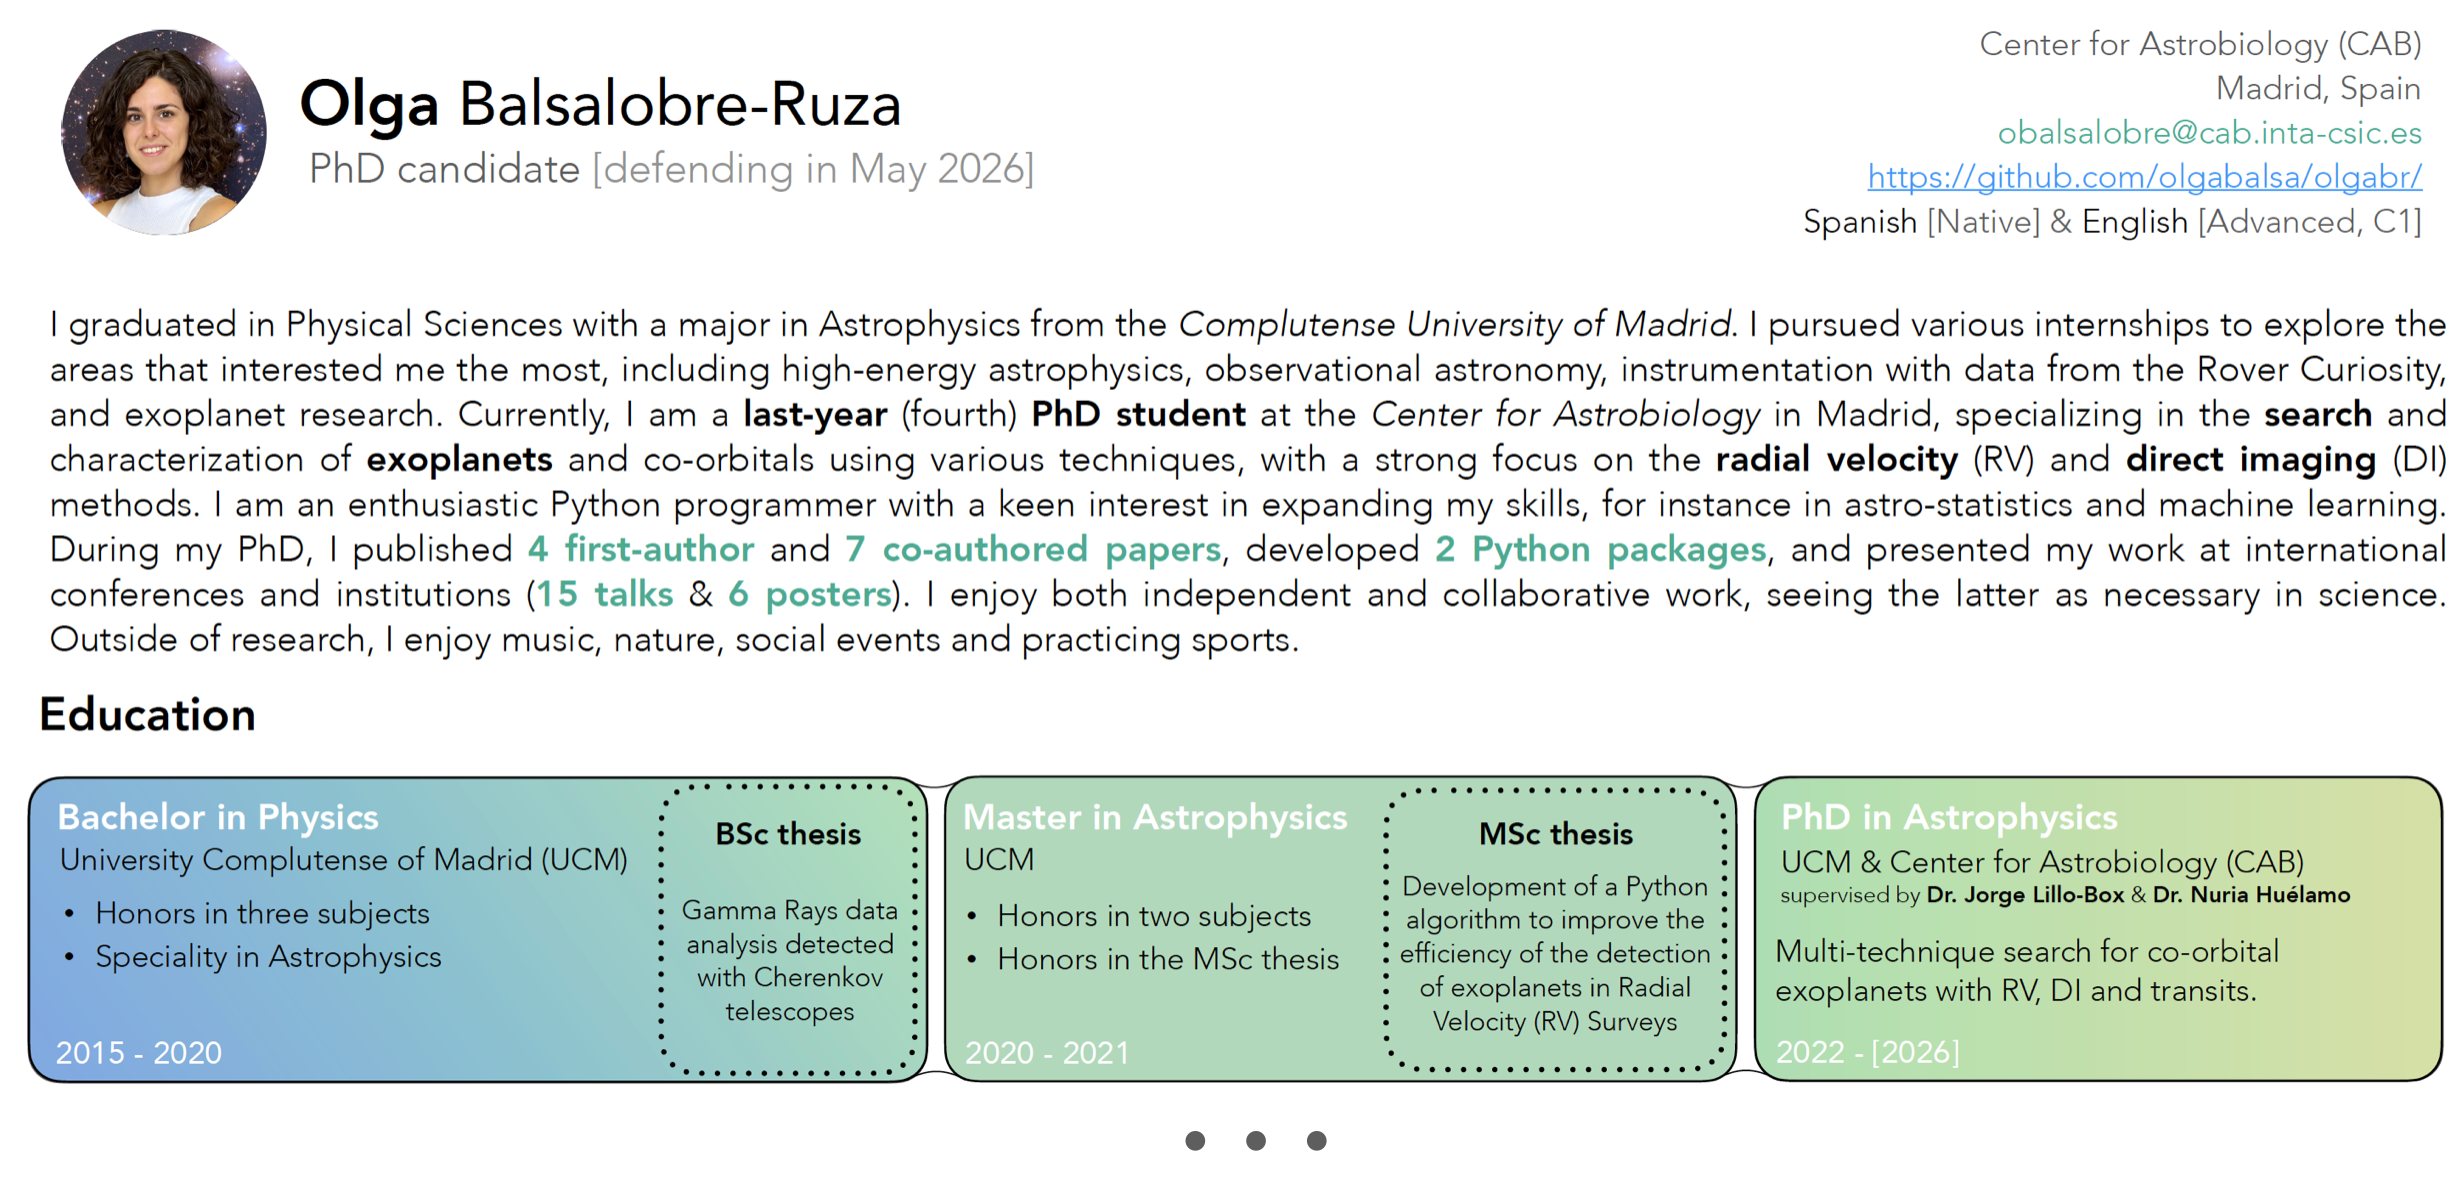 Olga Balsalobre-Ruza
PhD candidate [defending in May 2026]
Center for Astrobiology (CAB)
Madrid, Spain
obalsalobre@cab.inta-csic.es
https://github.com/olgabalsa/olgabr/
Spanish [Native] & English [Advanced, C1]
I graduated in Physical Sciences with a major in Astrophysics from the Complutense University of Madrid. I pursued various internships to explore the
areas that interested me the most, including high-energy astrophysics, observational astronomy, instrumentation with data from the Rover Curiosity,
and exoplanet research. Currently, I am a last-year (fourth) PhD student at the Center for Astrobiology in Madrid, specializing in the search and
characterization of exoplanets and co-orbitals using various techniques, with a strong focus on the radial velocity (RV) and direct imaging (DI)
methods. I am an enthusiastic Python programmer with a keen interest in expanding my skills, for instance in astro-statistics and machine learning.
During my PhD, I published 4 first-author and 7 co-authored papers, developed 2 Python packages, and presented my work at international
conferences and institutions (15 talks & 6 posters). I enjoy both independent and collaborative work, seeing the latter as necessary in science.
Outside of research, I enjoy music, nature, social events and practicing sports.
Education
Bachelor in Physics
University Complutense of Madrid (UCM)
• Honors in three subjects
• Speciality in Astrophysics
2015 - 2020
BSc thesis
Gamma Rays data
analysis detected
with Cherenkov
telescopes
Master in Astrophysics
UCM
• Honors in two subjects
• Honors in the MSc thesis
2020 - 2021
MSc thesis
Development of a Python
algorithm to improve the
efficiency of the detection
of exoplanets in Radial
Velocity (RV) Surveys
PhD in Astrophysics
UCM & Center for Astrobiology (CAB)
supervised by Dr. Jorge Lillo-Box & Dr. Nuria Huélamo
Multi-technique search for co-orbital
exoplanets with RV, DI and transits.
2022 - [2026]